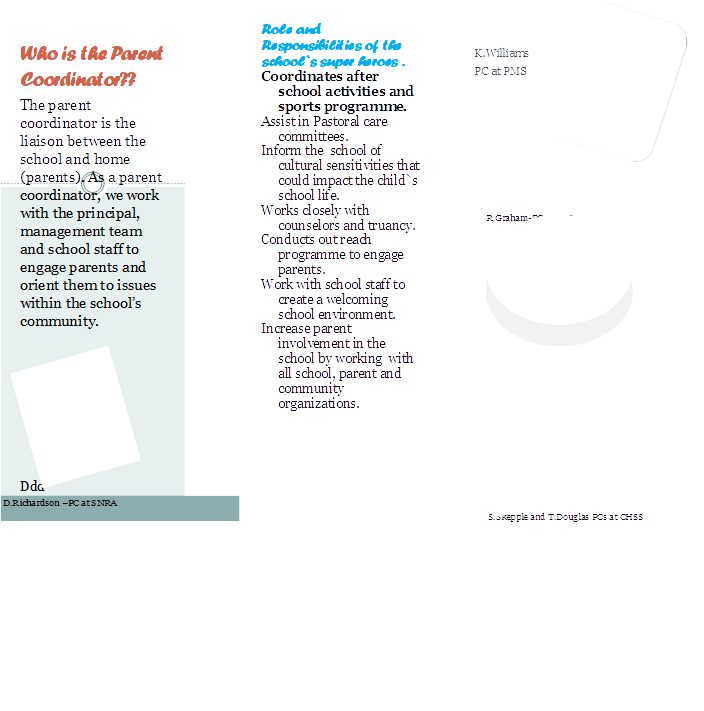 Who is the Parent
Coordinator??
The parent
coordinator is the
liaison between the
school and home
(parents). As a parent
coordinator, we work
with the principal,
management team
and school staff to
engage parents and
orient them to issues
within the school's
community.
D.Richardson –PC at SNRA
Role and
Responsibilities of the
school`s super heroes .
Coordinates after
school activities and
sports programme.
Assist in Pastoral care
committees.
Inform the school of
cultural sensitivities that
could impact the child`s
school life.
Works closely with
counselors and truancy.
Conducts out reach
programme to engage
parents.
Work with school staff to
create a welcoming
school environment.
Increase parent
involvement in the
school by working with
all school, parent and
community
organizations.
K.Williams
PC at PMS
R,Graham-
S.Skepple and T.Douglas PCs at CHSS